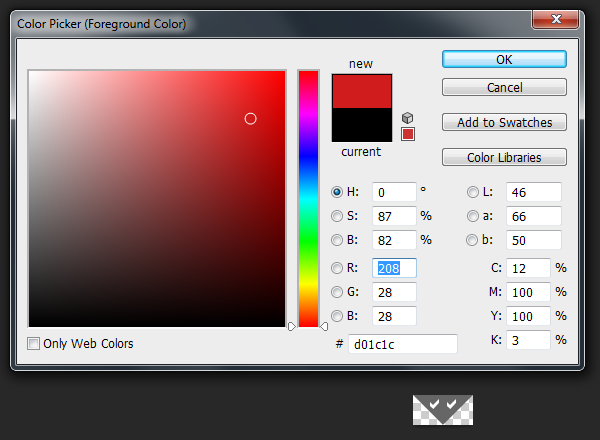 Color Picker (Foreground Color)
new
current
OK
Cancel
Add to Swatches
Color Libraries
H: 0 °
S: 87 %
B: 82 %
R: 208
G: 28
B: 28
# d01c1c
L: 46
a: 66
b: 50
C: 12 %
M: 100 %
Y: 100 %
K: 3 %
Only Web Colors